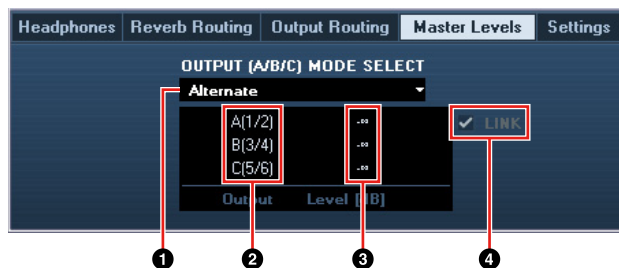 Headphones Reverb Routing Output Routing Master Levels Settings
OUTPUT (A/B/C) MODE SELECT
Alternate
A(1/2) -∞ LINK
B(3/4) -∞
C(5/6) -∞
Output Level [dB]
1 2 3 4